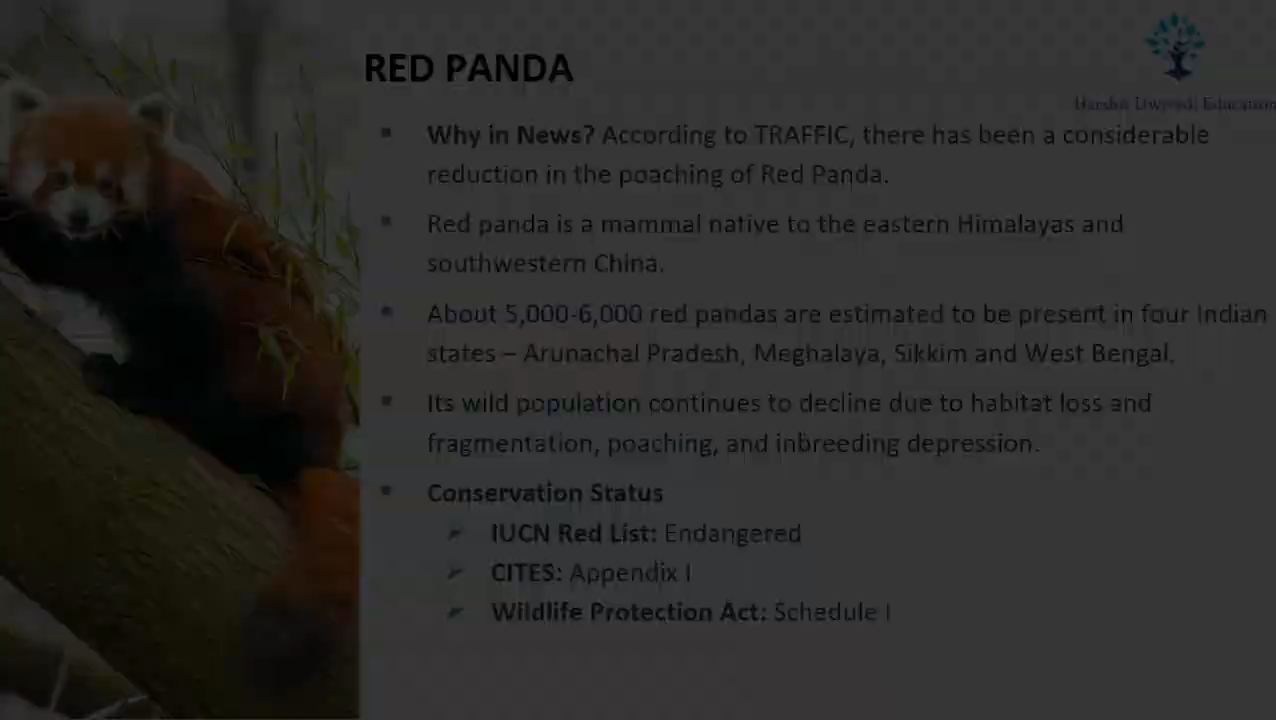 RED PANDA
Harshit Dwivedi Education
▪ Why in News? According to TRAFFIC, there has been a considerable
reduction in the poaching of Red Panda.
▪ Red panda is a mammal native to the eastern Himalayas and
southwestern China.
▪ About 5,000-6,000 red pandas are estimated to be present in four Indian
states – Arunachal Pradesh, Meghalaya, Sikkim and West Bengal.
▪ Its wild population continues to decline due to habitat loss and
fragmentation, poaching, and inbreeding depression.
▪ Conservation Status
➢ IUCN Red List: Endangered
➢ CITES: Appendix I
➢ Wildlife Protection Act: Schedule I